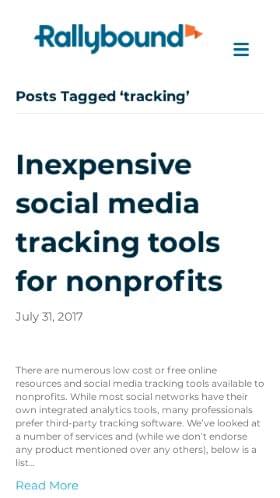 Rallybound
Posts Tagged ‘tracking’
Inexpensive
social media
tracking tools
for nonprofits
July 31, 2017
There are numerous low cost or free online
resources and social media tracking tools available to
nonprofits. While most social networks have their
own integrated analytics tools, many professionals
prefer third-party tracking software. We’ve looked at
a number of services and (while we don’t endorse
any product mentioned over any others), below is a
list...
Read More